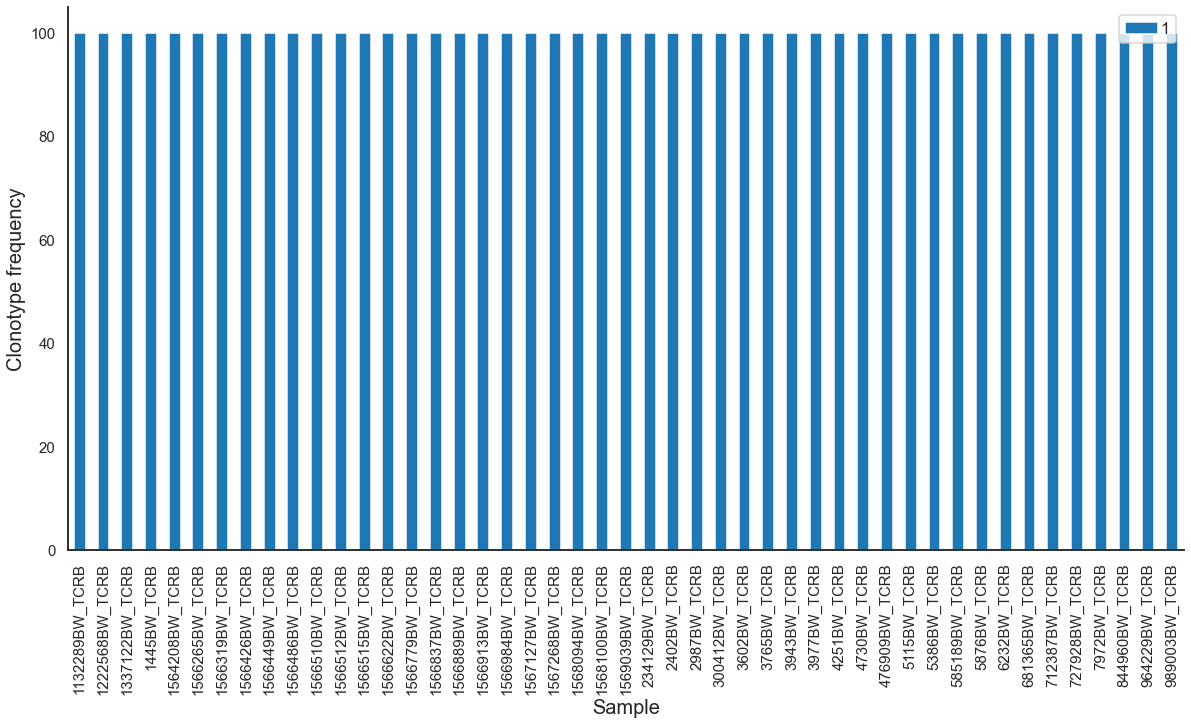 1
100
80
60
40
20
0
Clonotype frequency
1132289BW_TCRB
1222568BW_TCRB
1337122BW_TCRB
1445BW_TCRB
1564208BW_TCRB
1566265BW_TCRB
1566319BW_TCRB
1566426BW_TCRB
1566449BW_TCRB
1566486BW_TCRB
1566510BW_TCRB
1566512BW_TCRB
1566515BW_TCRB
1566622BW_TCRB
1566779BW_TCRB
1566837BW_TCRB
1566889BW_TCRB
1566913BW_TCRB
1566984BW_TCRB
1567127BW_TCRB
1567268BW_TCRB
1568094BW_TCRB
1568100BW_TCRB
1569039BW_TCRB
234129BW_TCRB
2402BW_TCRB
2987BW_TCRB
300412BW_TCRB
3602BW_TCRB
3765BW_TCRB
3943BW_TCRB
3977BW_TCRB
4251BW_TCRB
4730BW_TCRB
476909BW_TCRB
5115BW_TCRB
5386BW_TCRB
585189BW_TCRB
5876BW_TCRB
6232BW_TCRB
681365BW_TCRB
712387BW_TCRB
727928BW_TCRB
7972BW_TCRB
844960BW_TCRB
964229BW_TCRB
989003BW_TCRB
Sample